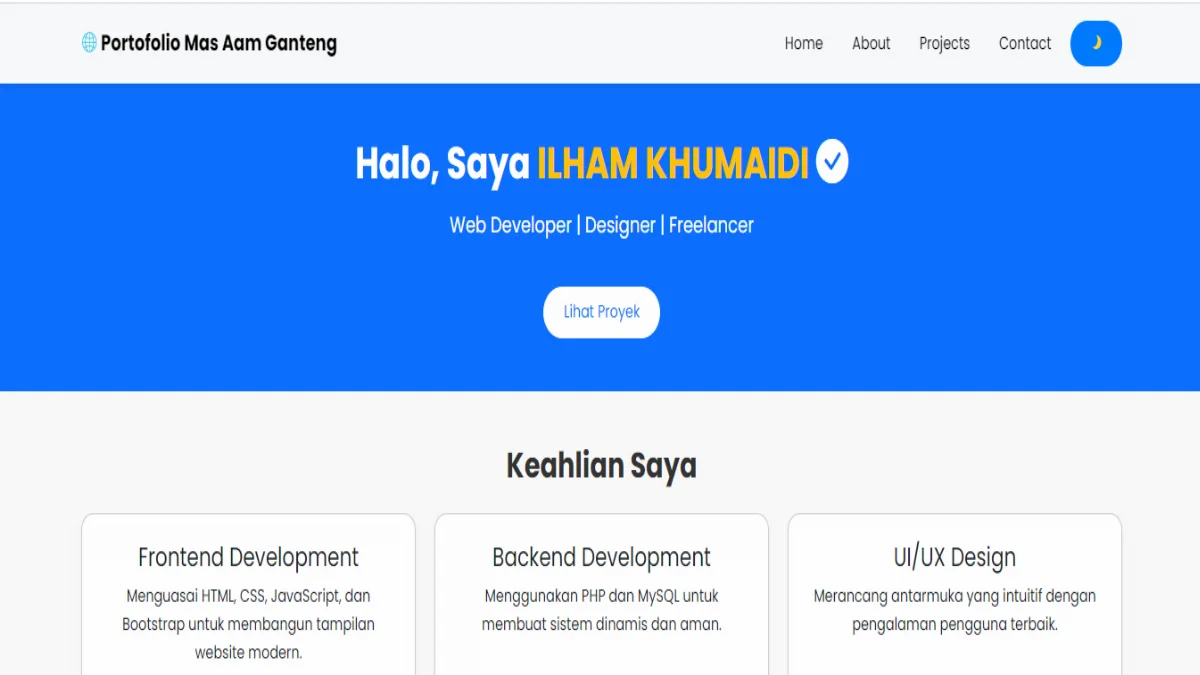 Portofolio Mas Aam Ganteng
Home About Projects Contact
Halo, Saya ILHAM KHUMAIDI
Web Developer | Designer | Freelancer
Lihat Proyek
Keahlian Saya
Frontend Development
Menguasai HTML, CSS, JavaScript, dan
Bootstrap untuk membangun tampilan
website modern.
Backend Development
Menggunakan PHP dan MySQL untuk
membuat sistem dinamis dan aman.
UI/UX Design
Merancang antarmuka yang intuitif dengan
pengalaman pengguna terbaik.